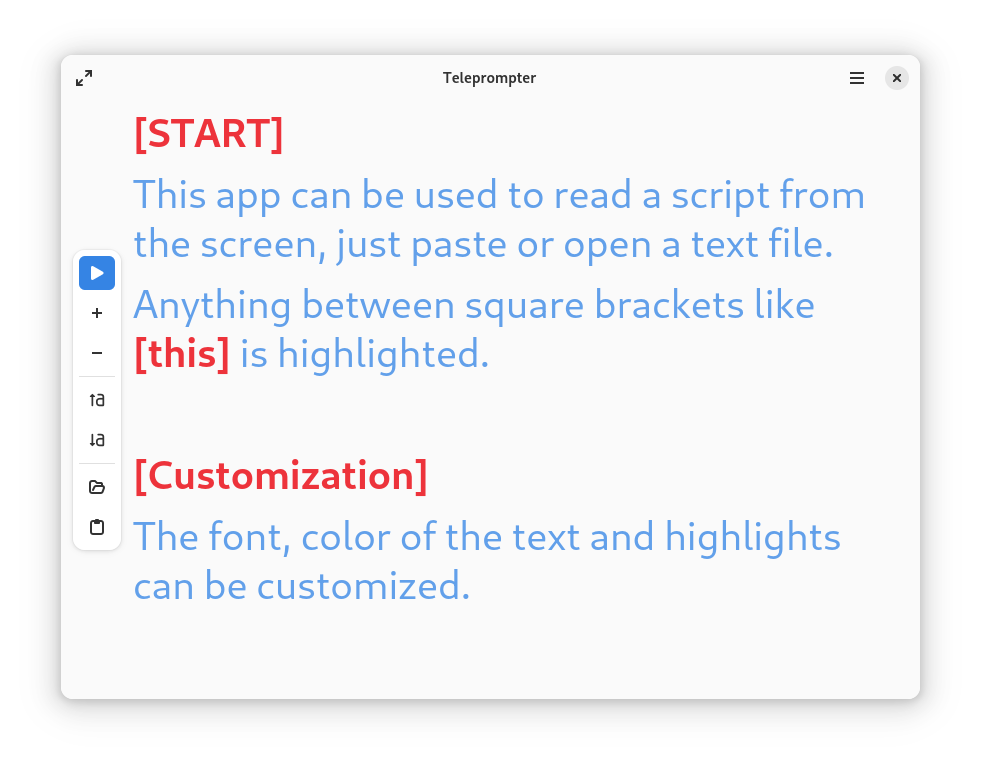 Teleprompter
[START]
This app can be used to read a script from
the screen, just paste or open a text file.
Anything between square brackets like
[this] is highlighted.
[Customization]
The font, color of the text and highlights
can be customized.